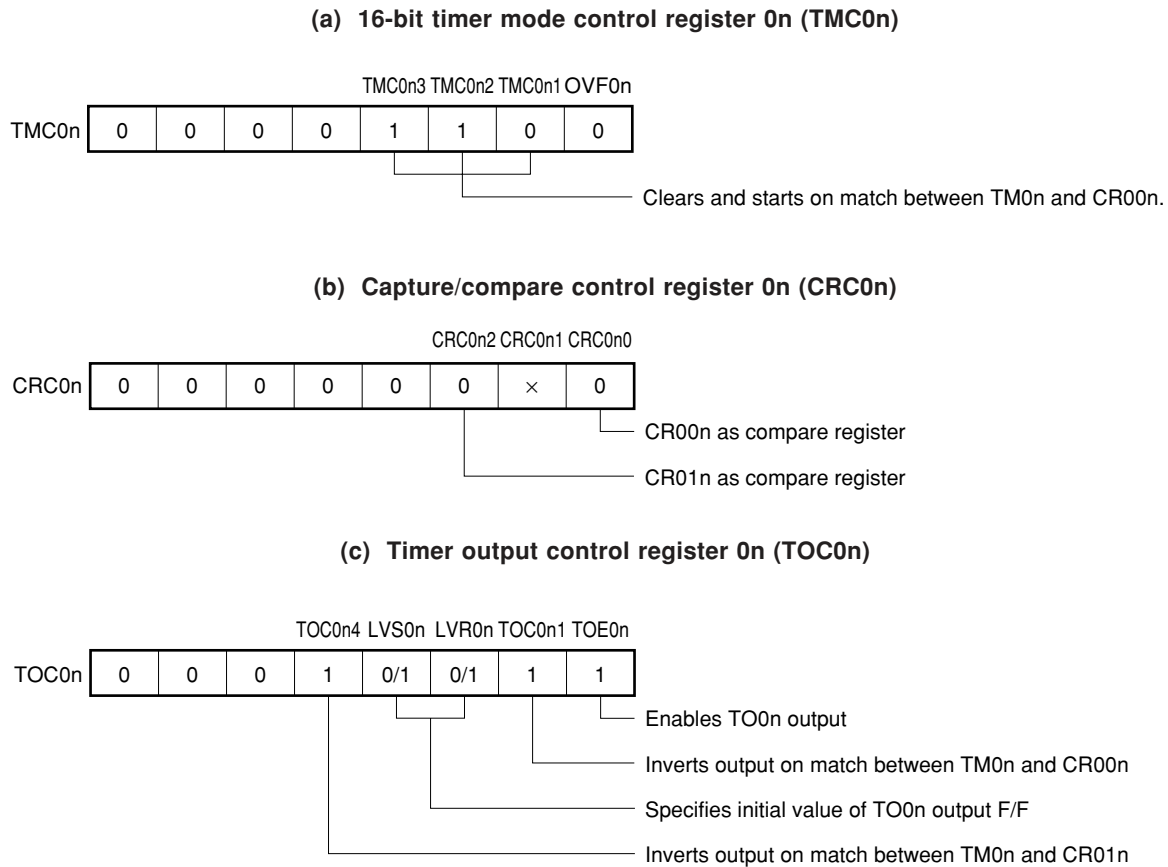 (a) 16-bit timer mode control register 0n (TMC0n)
TMC0n3 TMC0n2 TMC0n1 OVF0n
TMC0n 0 0 0 0 1 1 0 0
Clears and starts on match between TM0n and CR00n.
(b) Capture/compare control register 0n (CRC0n)
CRC0n2 CRC0n1 CRC0n0
CRC0n 0 0 0 0 0 0 × 0
CR00n as compare register
CR01n as compare register
(c) Timer output control register 0n (TOC0n)
TOC0n4 LVS0n LVR0n TOC0n1 TOE0n
TOC0n 0 0 0 1 0/1 0/1 1 1
Enables TO0n output
Inverts output on match between TM0n and CR00n
Specifies initial value of TO0n output F/F
Inverts output on match between TM0n and CR01n